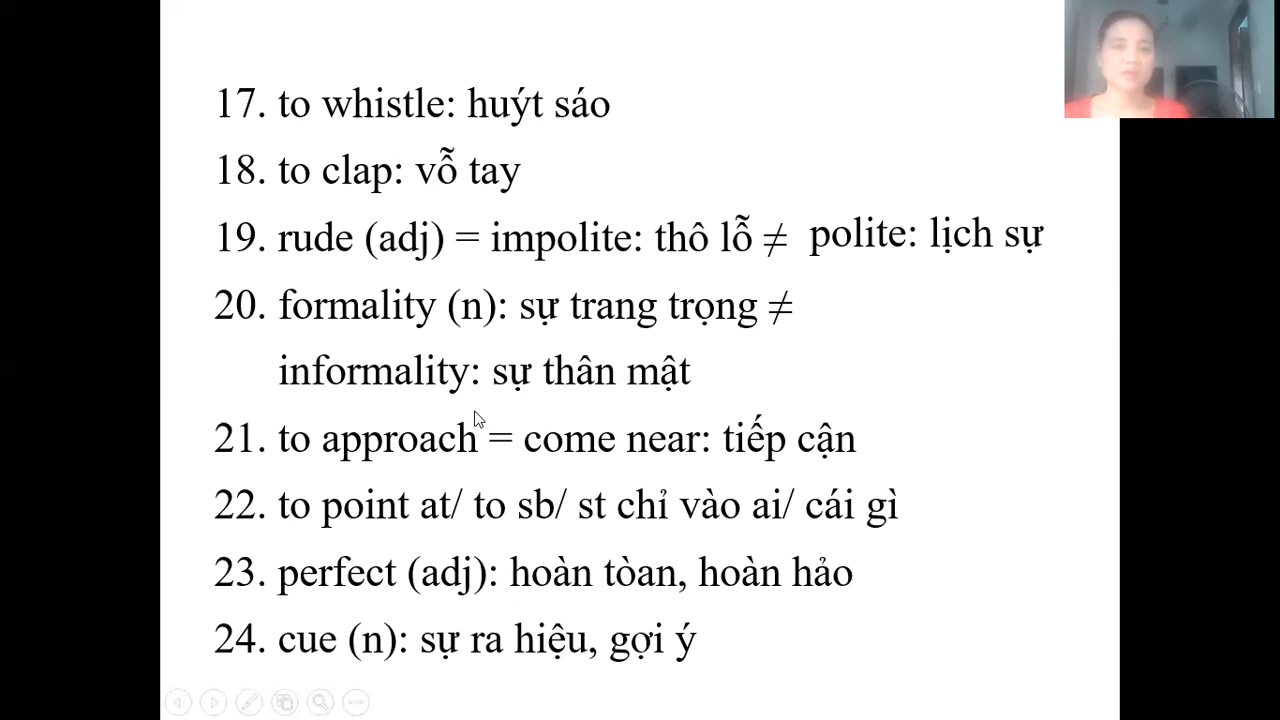 17. to whistle: huýt sáo
18. to clap: vỗ tay
19. rude (adj) = impolite: thô lỗ ≠ polite: lịch sự
20. formality (n): sự trang trọng ≠
informality: sự thân mật
21. to approach = come near: tiếp cận
22. to point at/ to sb/ st chỉ vào ai/ cái gì
23. perfect (adj): hoàn tòan, hoàn hảo
24. cue (n): sự ra hiệu, gợi ý